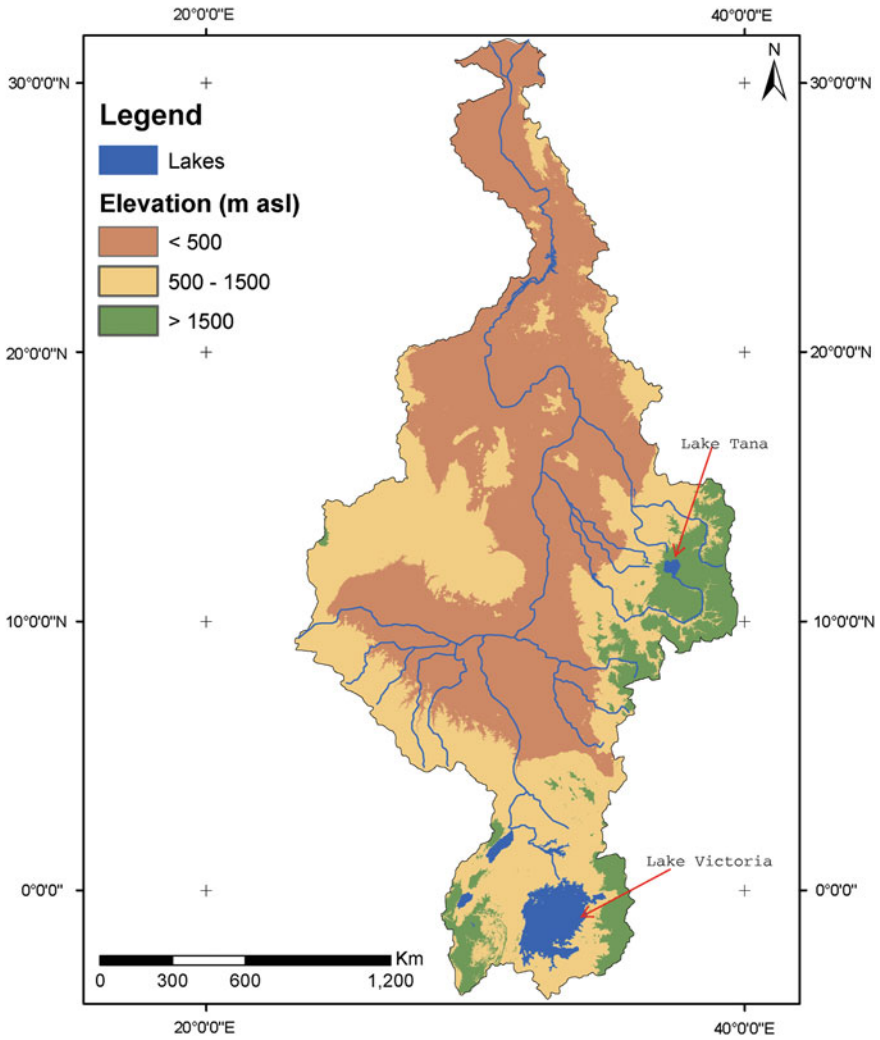 20°0'0"E
40°0'0"E
N
30°0'0"N
30°0'0"N
Legend
Lakes
Elevation (m asl)
< 500
500 - 1500
> 1500
20°0'0"N
20°0'0"N
Lake Tana
10°0'0"N
10°0'0"N
Lake Victoria
0°0'0"
0°0'0"
Km
0 300 600 1,200
20°0'0"E
40°0'0"E